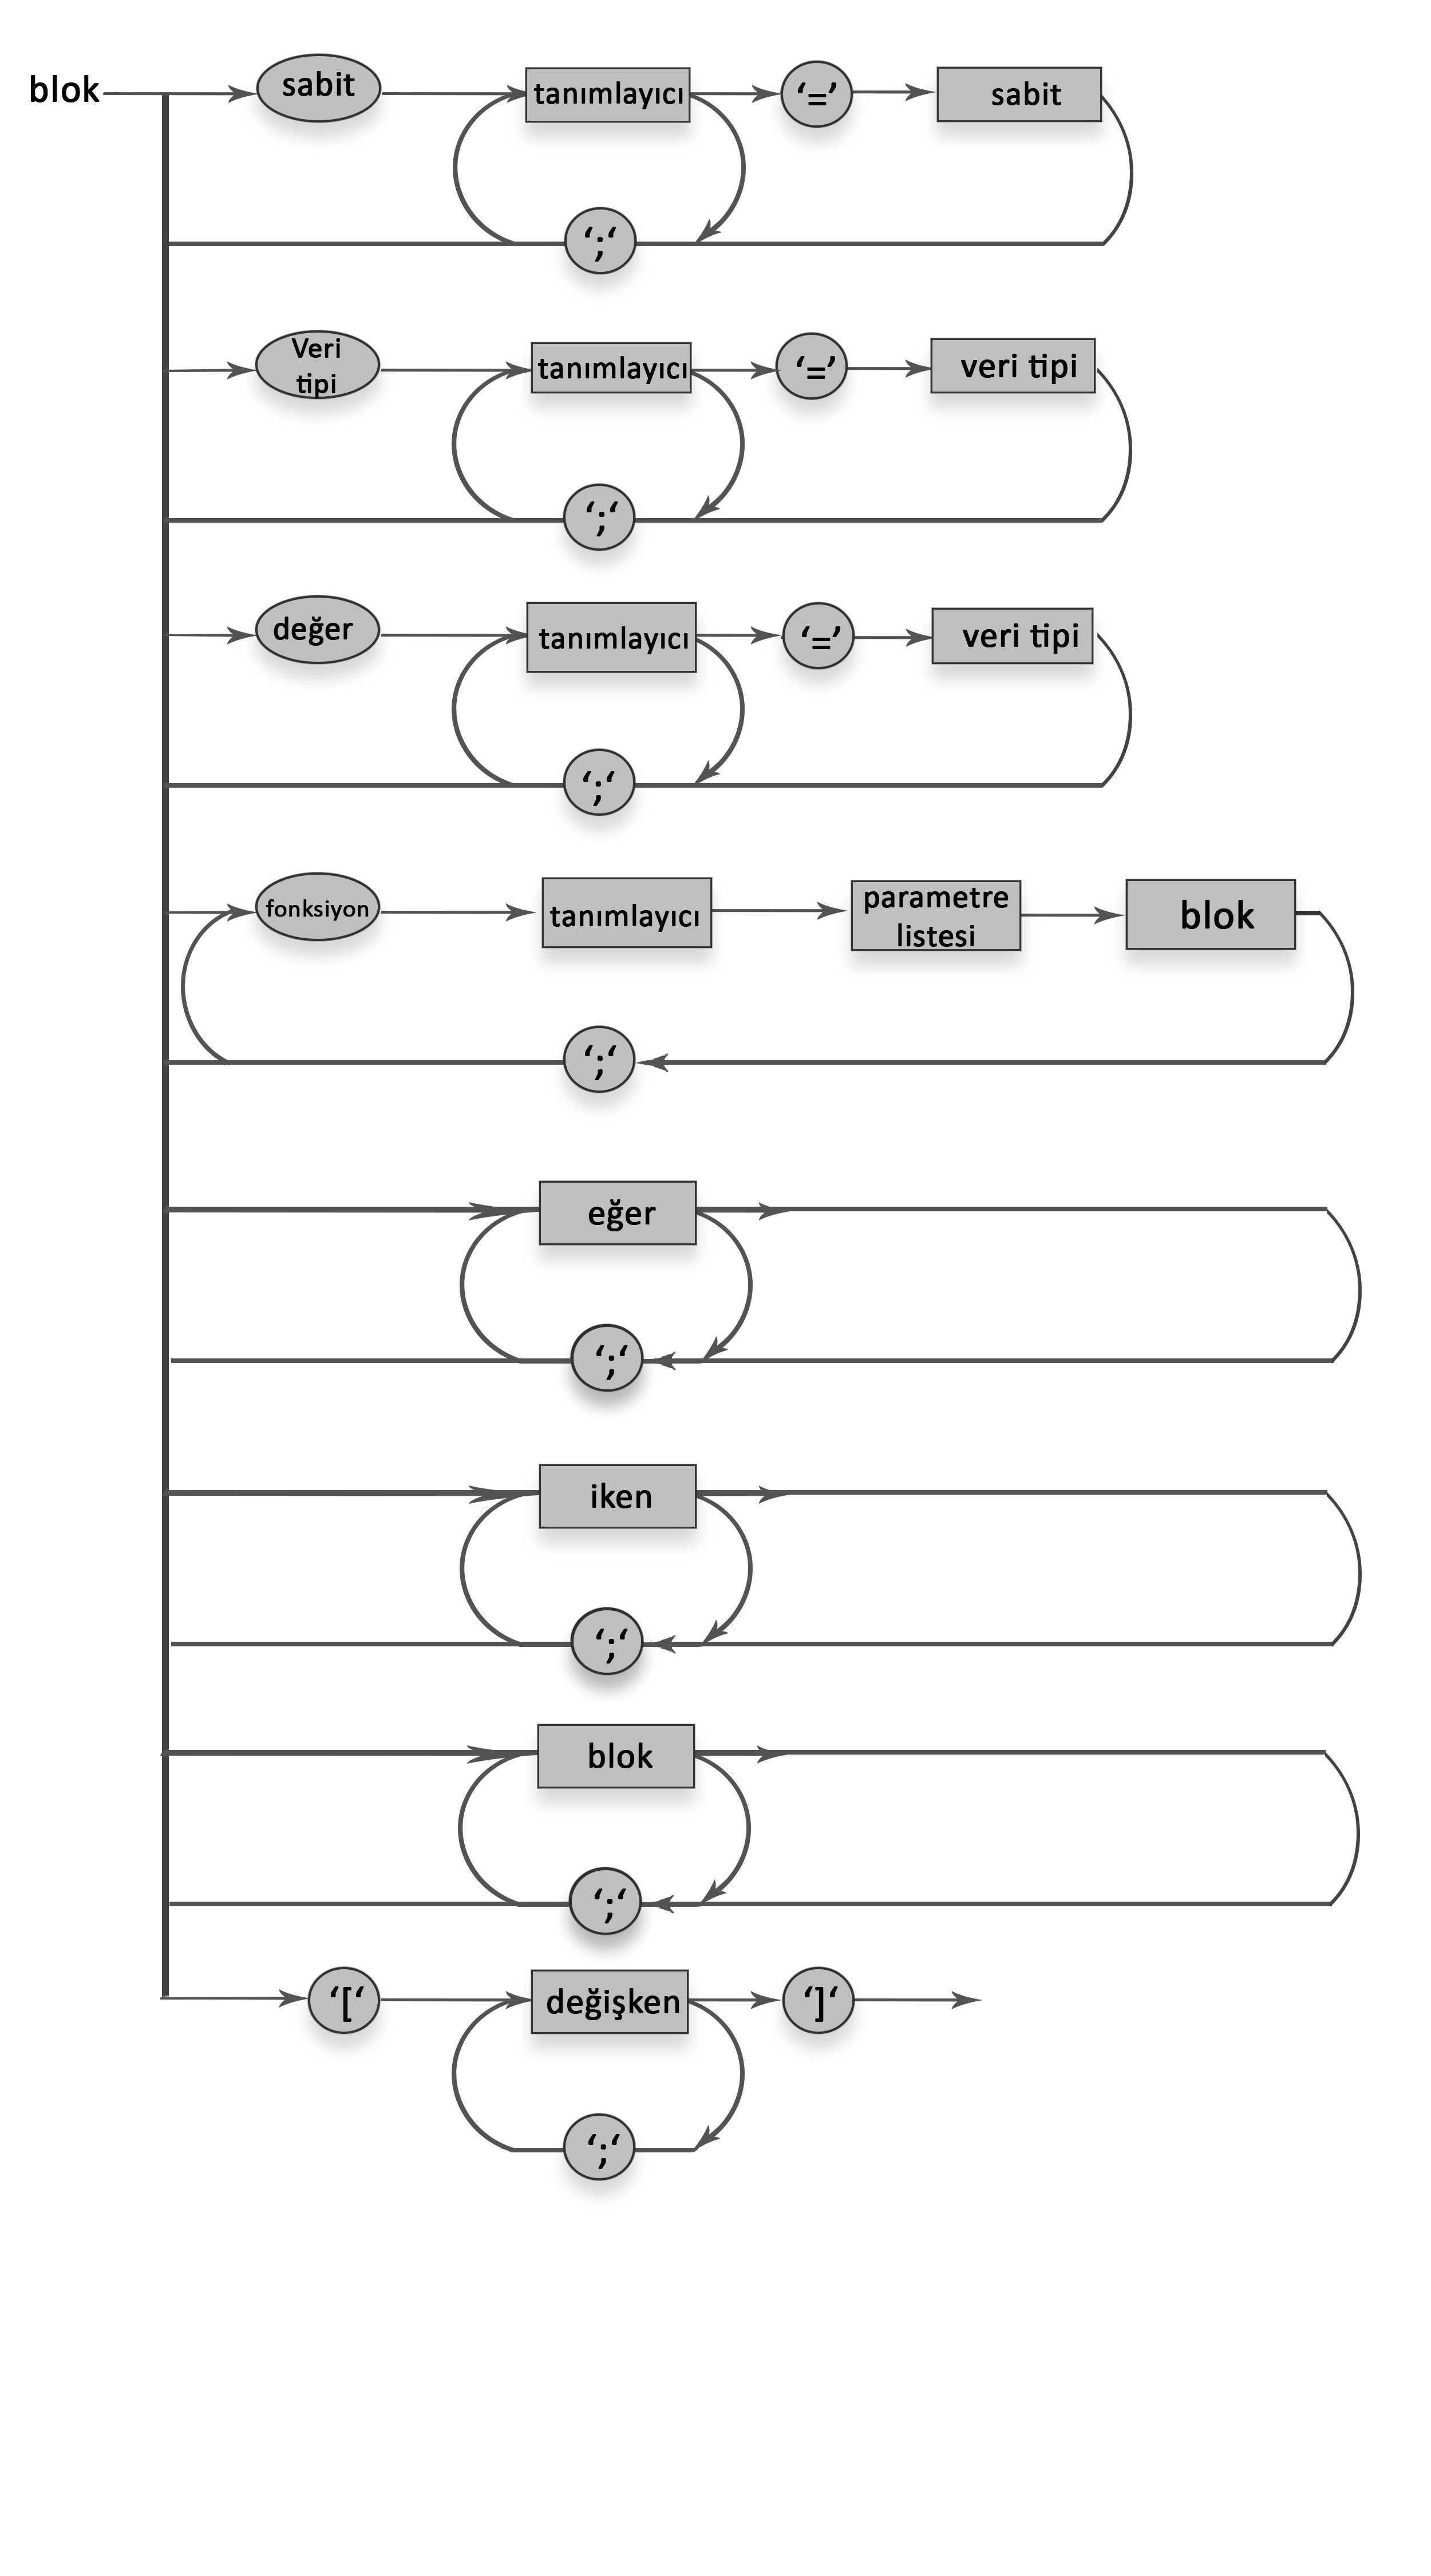 blok
sabit
tanımlayıcı
‘=’
sabit
‘;‘
Veri
tipi
tanımlayıcı
‘=’
veri tipi
‘;‘
değer
tanımlayıcı
‘=’
veri tipi
‘;‘
fonksiyon
tanımlayıcı
parametre
listesi
blok
‘;‘
eğer
‘;‘
iken
‘;‘
blok
‘;‘
‘[‘
değişken
‘]‘
‘;‘